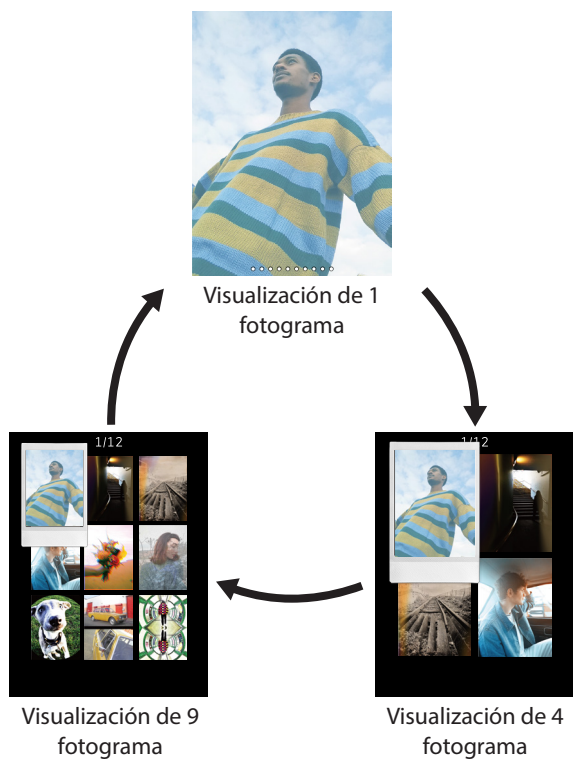 Visualización de 1
fotograma
1/12
1/12
Visualización de 9
fotograma
Visualización de 4
fotograma